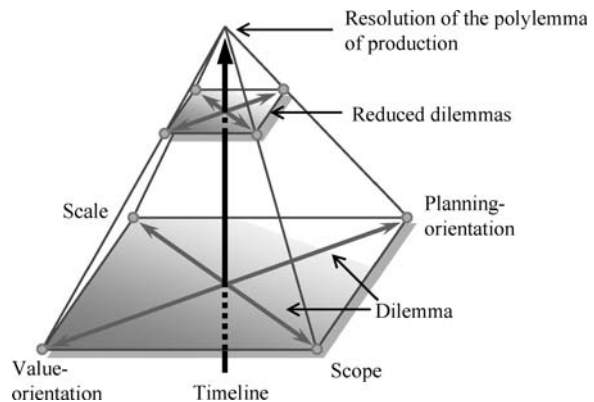 Resolution of the polylemma
of production
Reduced dilemmas
Scale
Planning-
orientation
Dilemma
Value-
orientation
Timeline
Scope